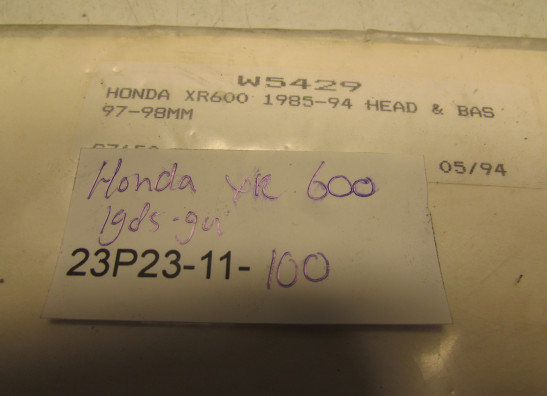 W5429
HONDA XR600 1985-94 HEAD & BAS
97-98MM
05/94
Honda XR 600
1985-94
23P23-11-100